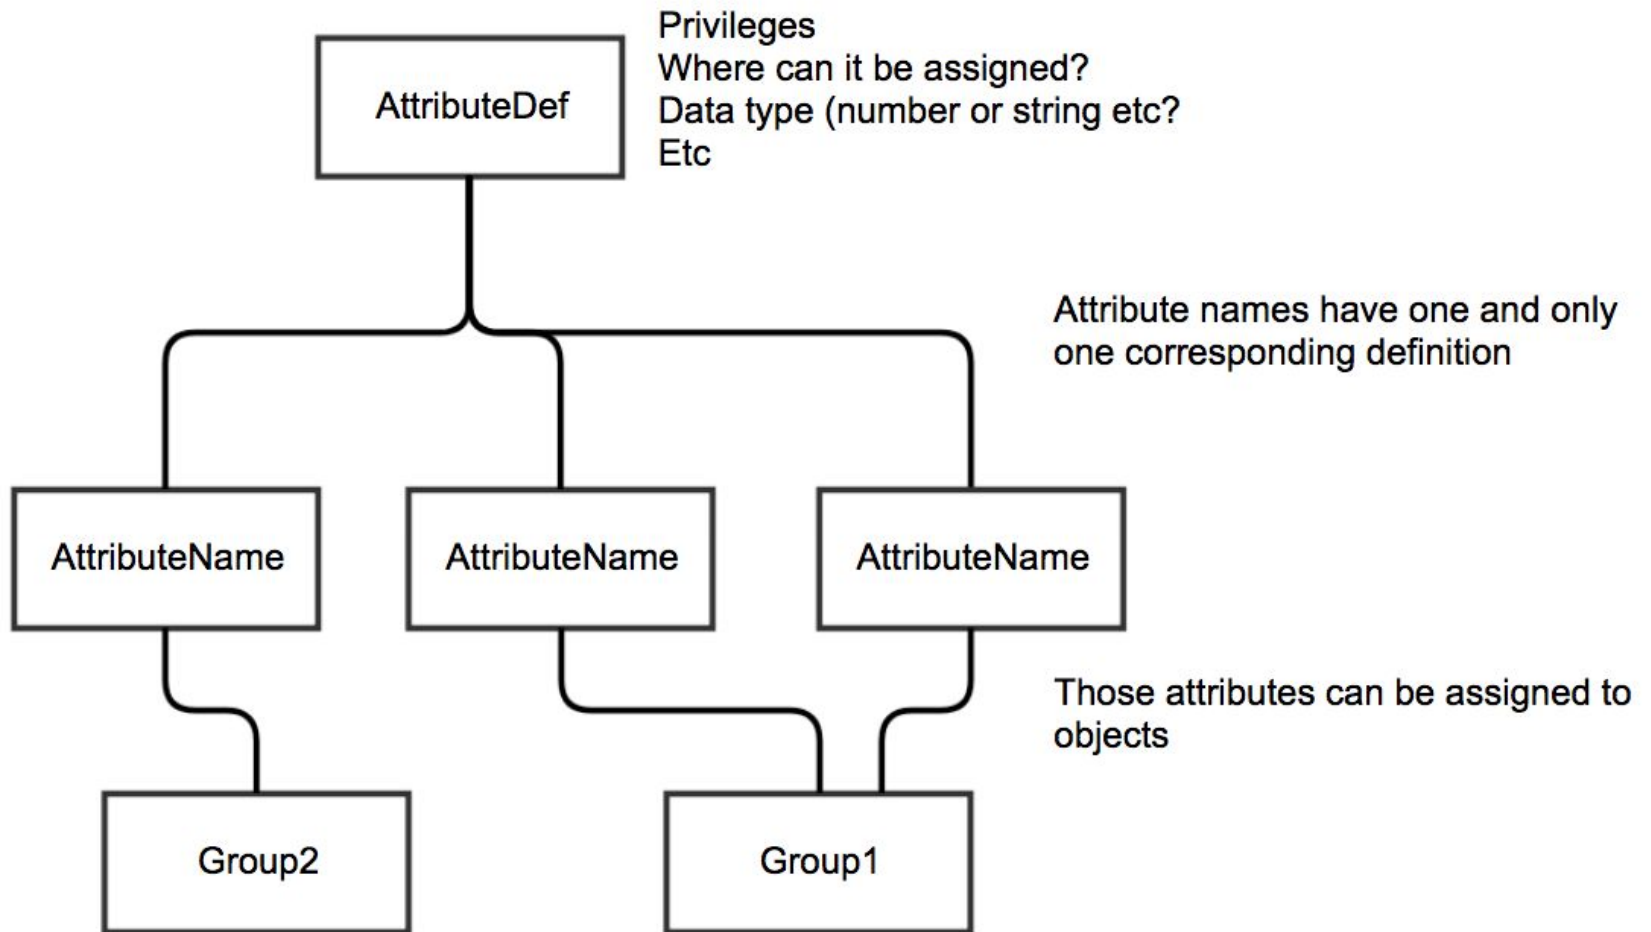 Privileges
Where can it be assigned?
AttributeDef
Data type (number or string etc?
Etc
Attribute names have one and only
one corresponding definition
AttributeName
AttributeName
AttributeName
Those attributes can be assigned to
objects
Group2
Group1